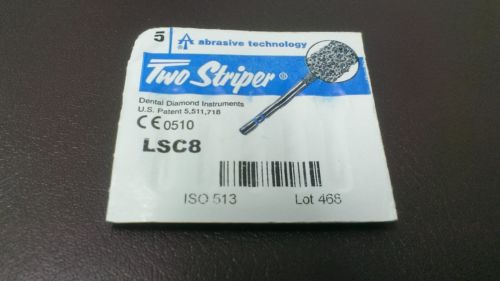 5
abrasive technology
Two Striper ®
Dental Diamond Instruments
U.S. Patent 5,511,718
CE 0510
LSC8
ISO 513 Lot 468